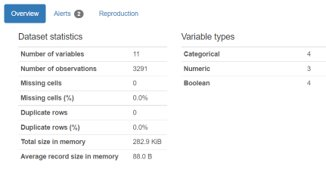 Overview Alerts 2 Reproduction
Dataset statistics
Number of variables 11
Number of observations 3291
Missing cells 0
Missing cells (%) 0.0%
Duplicate rows 0
Duplicate rows (%) 0.0%
Total size in memory 282.9 KiB
Average record size in memory 88.0 B
Variable types
Categorical 4
Numeric 3
Boolean 4